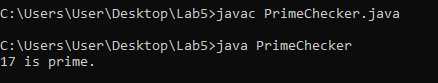 C:\Users\User\Desktop\Lab5>javac PrimeChecker.java
C:\Users\User\Desktop\Lab5>java PrimeChecker
17 is prime.